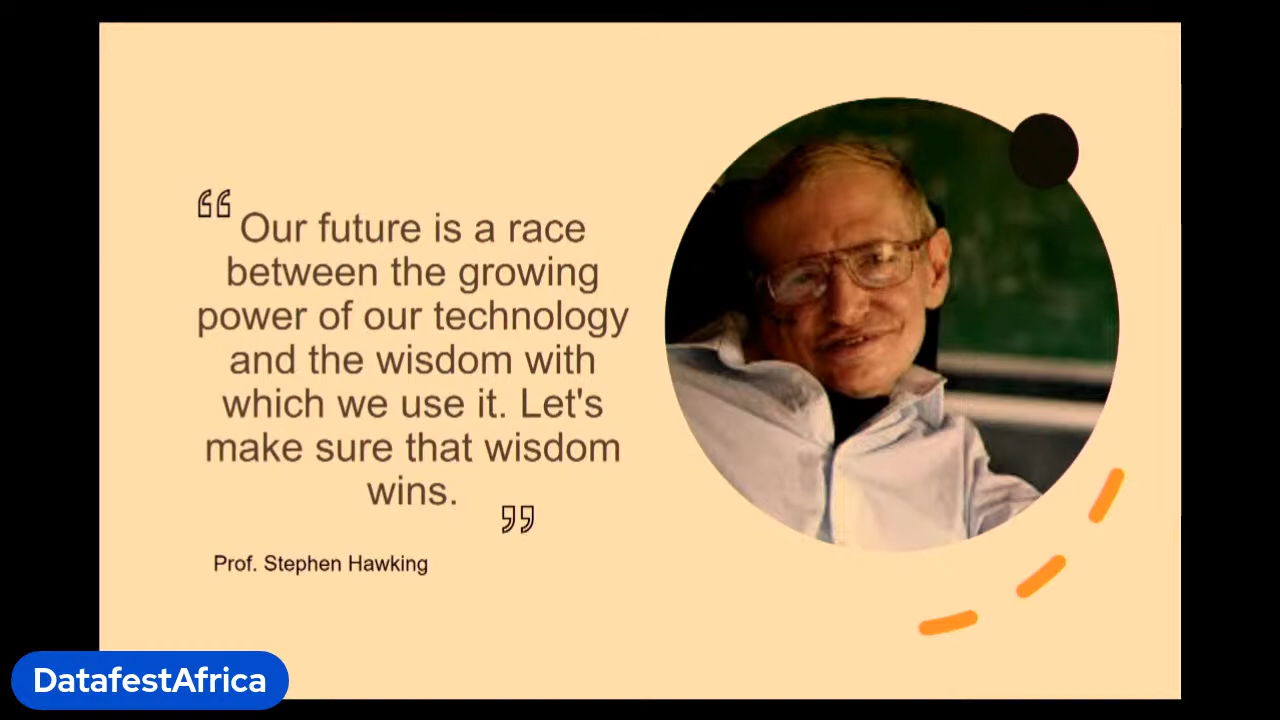 “Our future is a race
between the growing
power of our technology
and the wisdom with
which we use it. Let's
make sure that wisdom
wins.
”
Prof. Stephen Hawking
DatafestAfrica